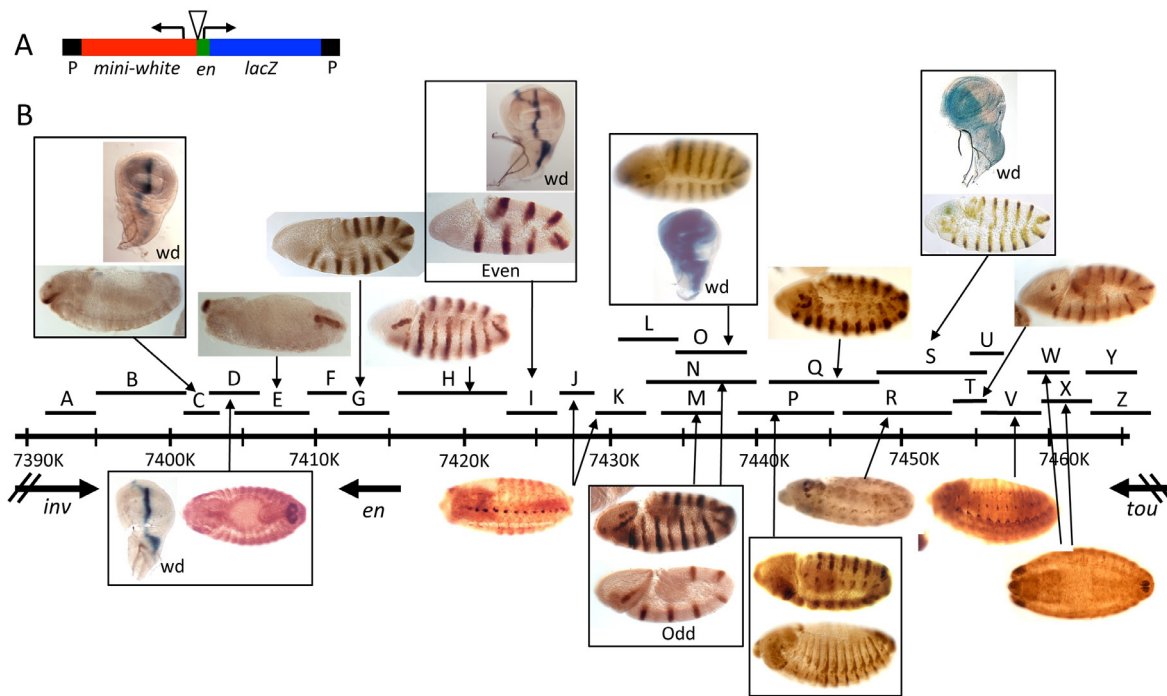 A
P mini-white en lacZ P
B
wd
wd
Even
wd
wd
L
O
U
S
B D F H J N Q W Y
A C E G I K M P R T V X Z
7390K 7400K 7410K 7420K 7430K 7440K 7450K 7460K
inv en tou
wd
Odd